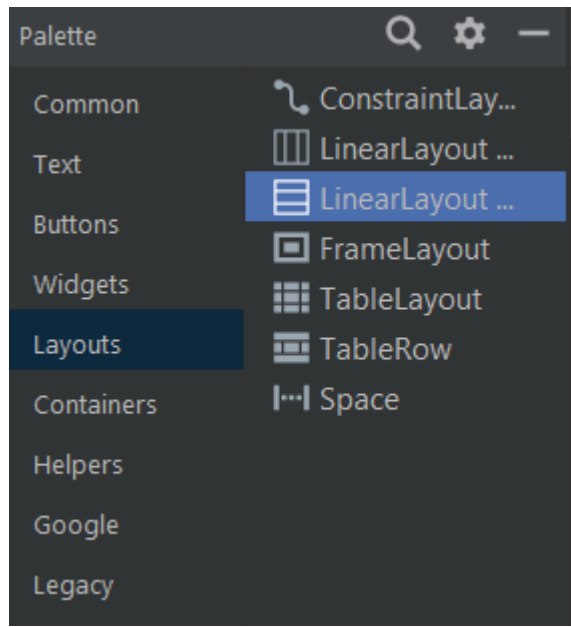 Palette
Common
Text
Buttons
Widgets
Layouts
Containers
Helpers
Google
Legacy
ConstraintLay...
LinearLayout ...
LinearLayout ...
FrameLayout
TableLayout
TableRow
Space